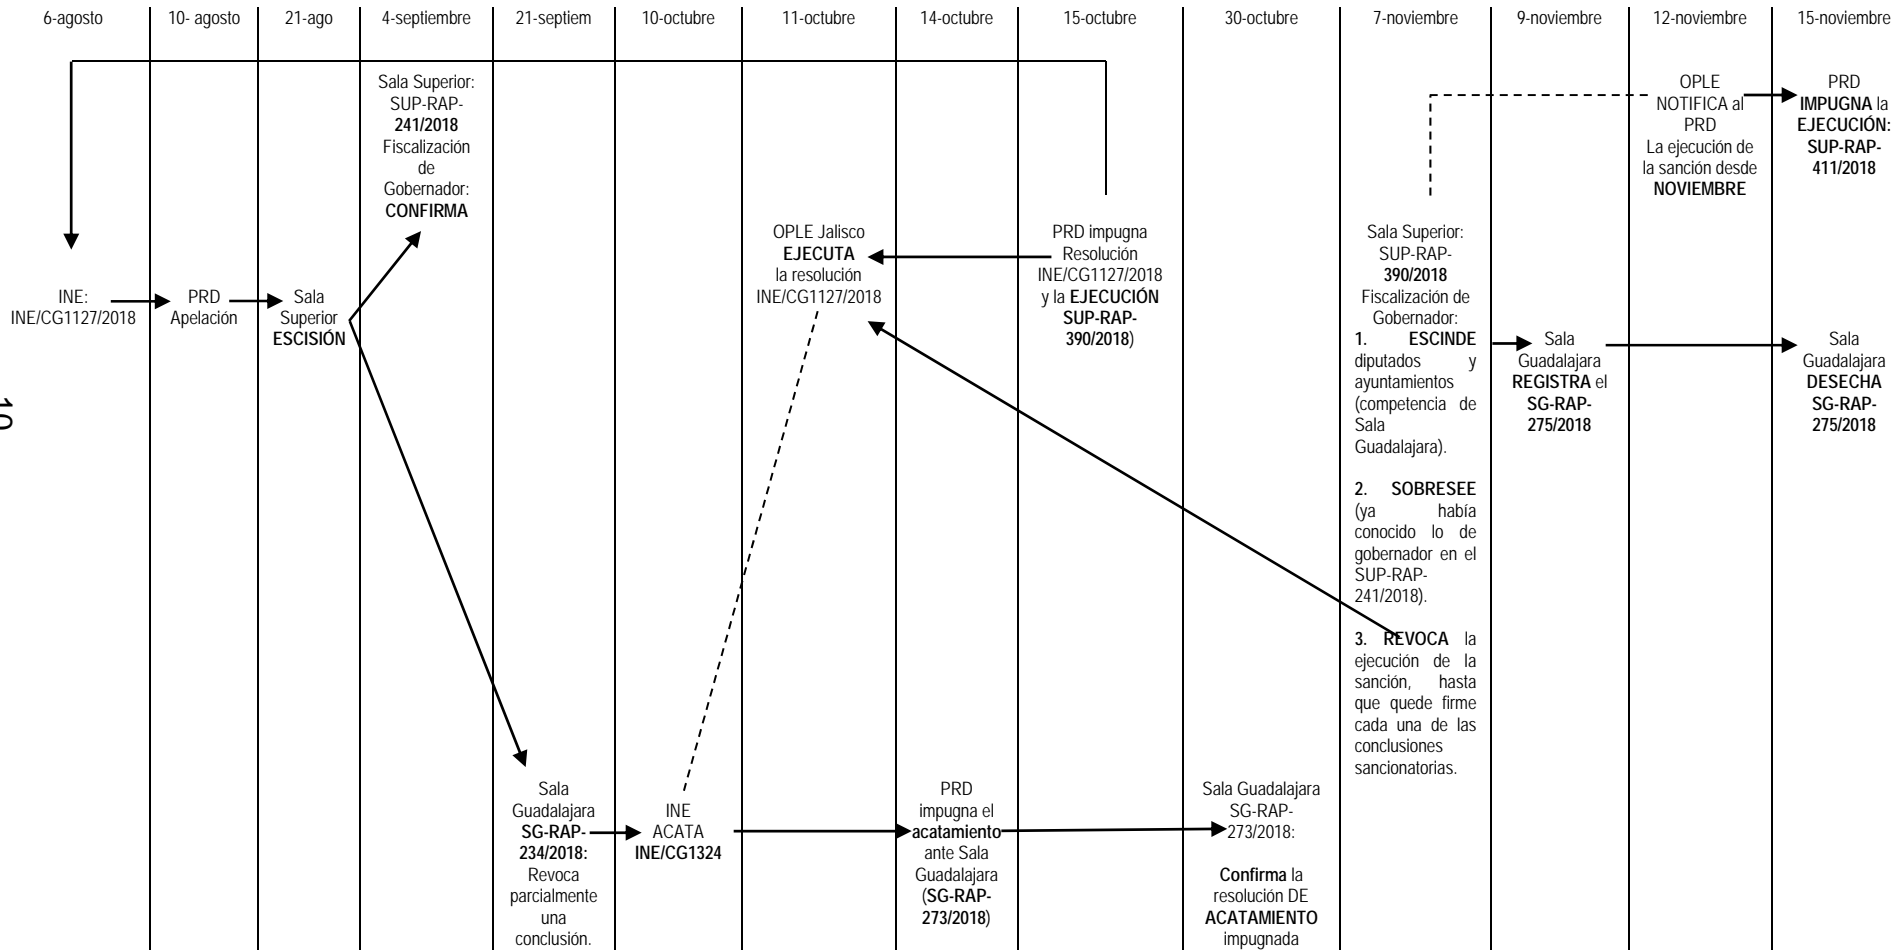 6-agosto
10- agosto
21-ago
4-septiembre
21-septiem
10-octubre
11-octubre
14-octubre
15-octubre
30-octubre
7-noviembre
9-noviembre
12-noviembre
15-noviembre
INE:
INE/CG1127/2018
PRD
Apelación
Sala
Superior
ESCISIÓN
Sala Superior:
SUP-RAP-
241/2018
Fiscalización
de
Gobernador:
CONFIRMA
Sala
Guadalajara
SG-RAP-
234/2018:
Revoca
parcialmente
una
conclusión.
INE
ACATA
INE/CG1324
OPLE Jalisco
EJECUTA
la resolución
INE/CG1127/2018
PRD
impugna el
acatamiento
ante Sala
Guadalajara
(SG-RAP-
273/2018)
PRD impugna
Resolución
INE/CG1127/2018
y la EJECUCIÓN
SUP-RAP-
390/2018)
Sala Guadalajara
SG-RAP-
273/2018:
Confirma la
resolución DE
ACATAMIENTO
impugnada
Sala Superior:
SUP-RAP-
390/2018
Fiscalización de
Gobernador:
1. ESCINDE
diputados y
ayuntamientos
(competencia de
Sala
Guadalajara).
2. SOBRESEE
(ya había
conocido lo de
gobernador en el
SUP-RAP-
241/2018).
3. REVOCA la
ejecución de la
sanción, hasta
que quede firme
cada una de las
conclusiones
sancionatorias.
Sala
Guadalajara
REGISTRA el
SG-RAP-
275/2018
OPLE
NOTIFICA al
PRD
La ejecución de
la sanción desde
NOVIEMBRE
PRD
IMPUGNA la
EJECUCIÓN:
SUP-RAP-
411/2018
Sala
Guadalajara
DESECHA
SG-RAP-
275/2018